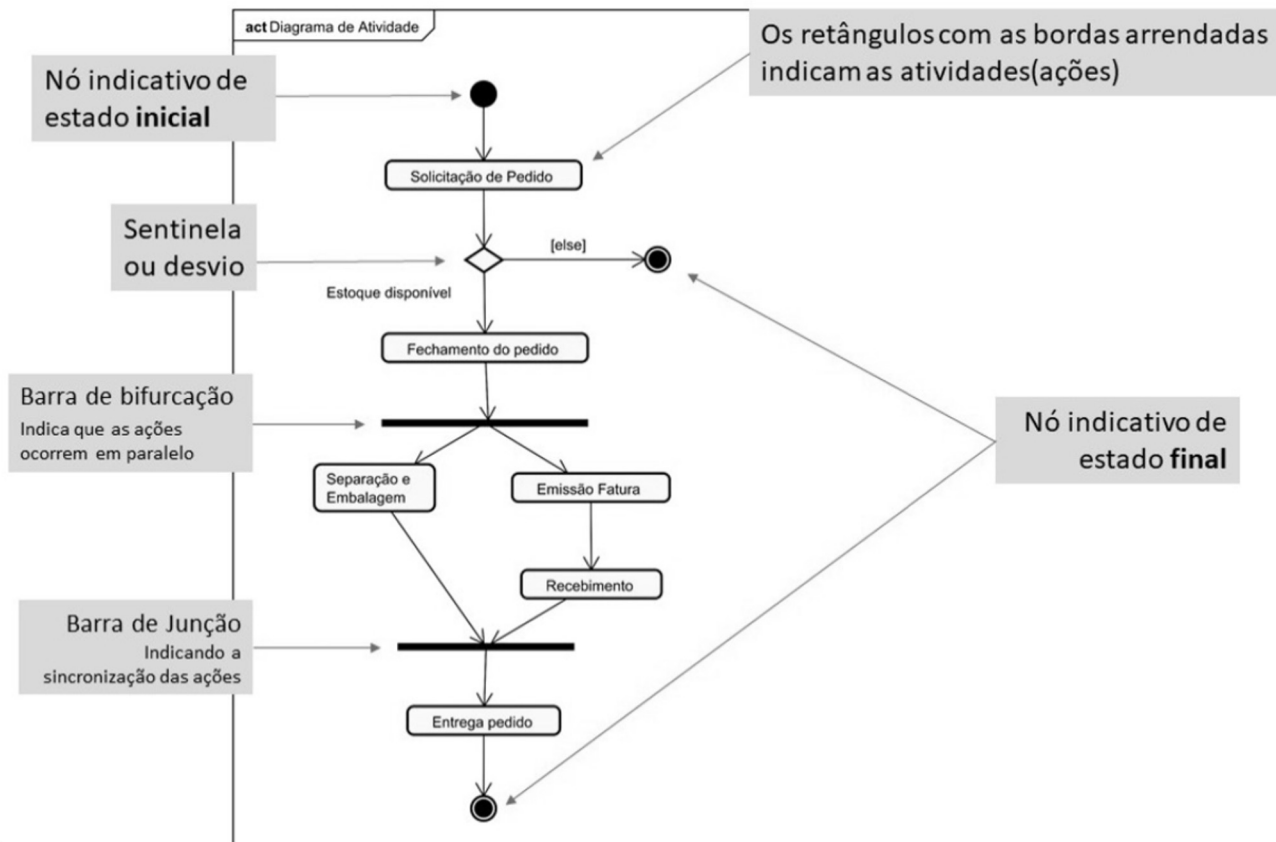 act Diagrama de Atividade
Os retângulos com as bordas arrendadas
indicam as atividades(ações)
Nó indicativo de
estado inicial
Solicitação de Pedido
Sentinela
ou desvio
[else]
Estoque disponível
Fechamento do pedido
Barra de bifurcação
Indica que as ações
ocorrem em paralelo
Nó indicativo de
estado final
Separação e
Embalagem
Emissão Fatura
Recebimento
Barra de Junção
Indicando a
sincronização das ações
Entrega pedido